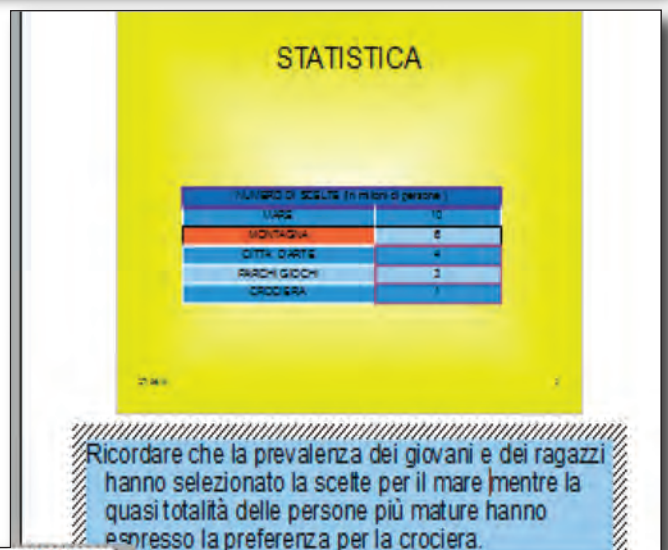 STATISTICA
NUMERO DI SCELTE (in milioni di persone)
MARE 10
MONTAGNA 6
CITTA' D'ARTE 4
PARCHI GIOCHI
CROCIERA 1
Ricordare che la prevalenza dei giovani e dei ragazzi
hanno selezionato la scelte per il mare mentre la
quasi totalità delle persone più mature hanno
espresso la preferenza per la crociera.